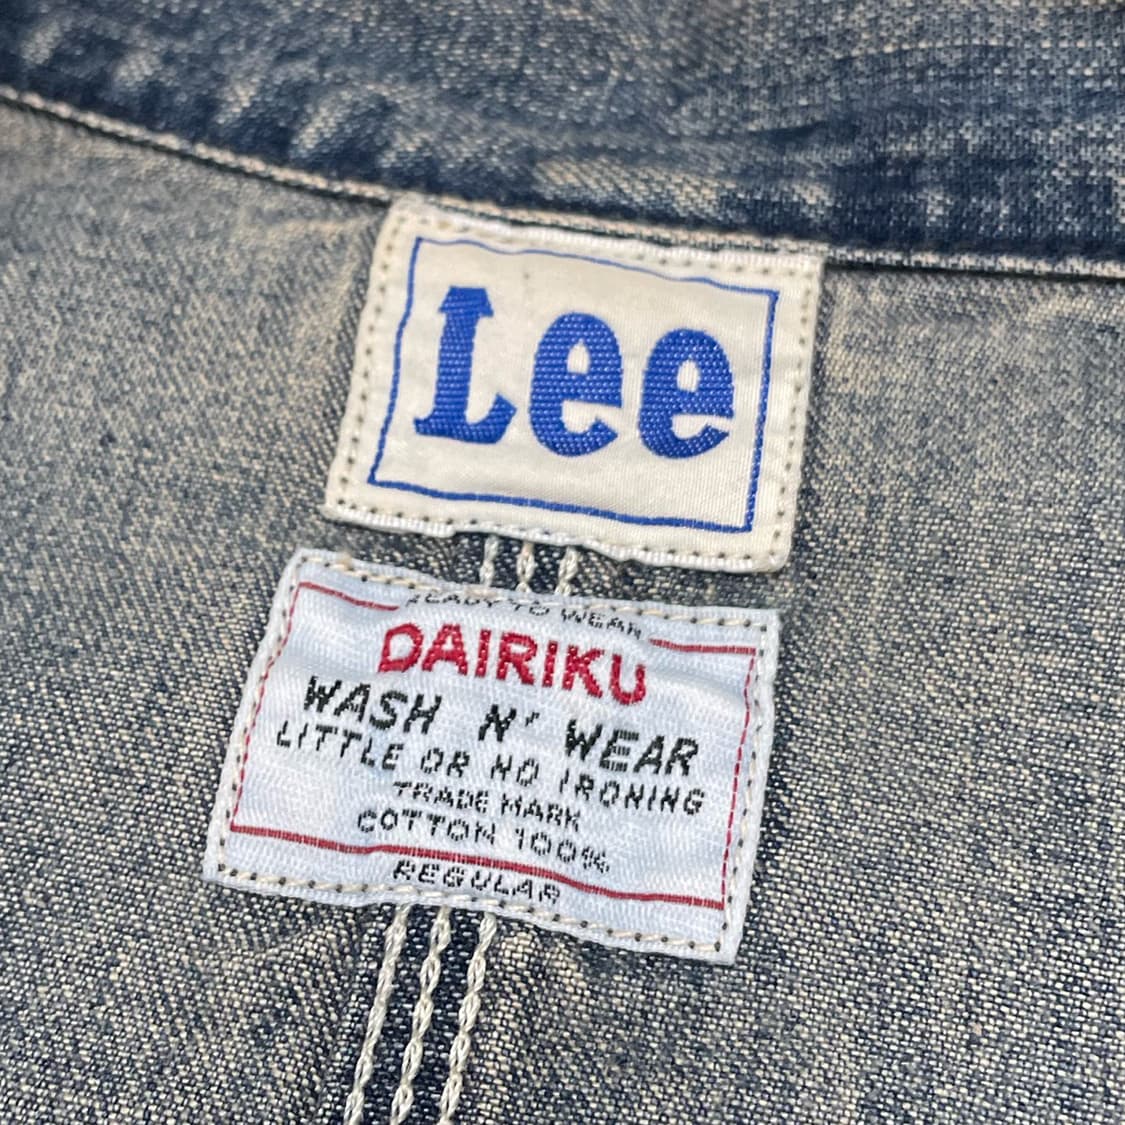 Lee
READY TO WEAR
DAIRIKU
WASH N' WEAR
LITTLE OR NO IRONING
TRADE MARK
COTTON 100%
REGULAR